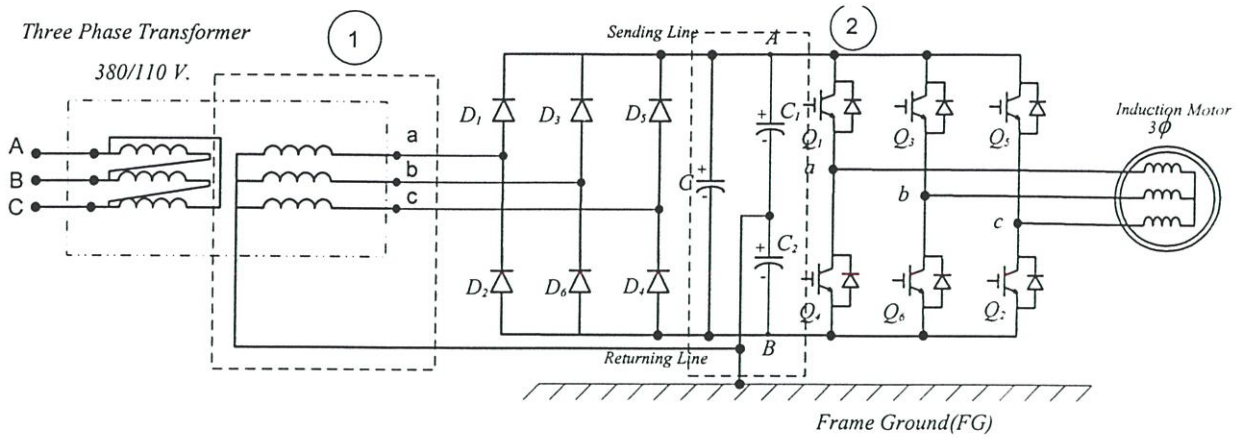 Three Phase Transformer
380/110 V.
1
2
Sending Line
A
A
B
C
a
b
c
D1
D3
D5
D2
D6
D4
C
C1
C2
Q1
Q3
Q5
a
b
c
Q4
Q6
Q2
Induction Motor
3Φ
Returning Line
B
Frame Ground(FG)